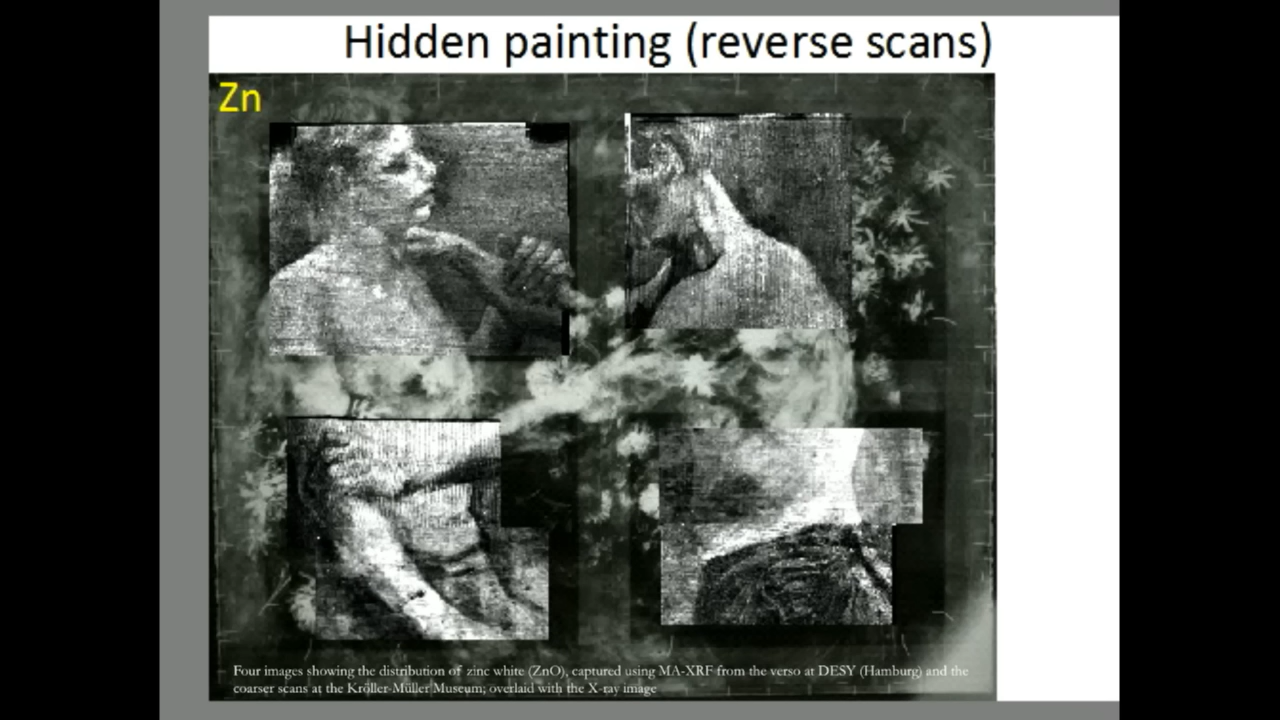 Hidden painting (reverse scans)
Zn
Four images showing the distribution of zinc white (ZnO), captured using MA-XRF from the verso at DESY (Hamburg) and the
coarser scans at the Kröller-Müller Museum; overlaid with the X-ray image